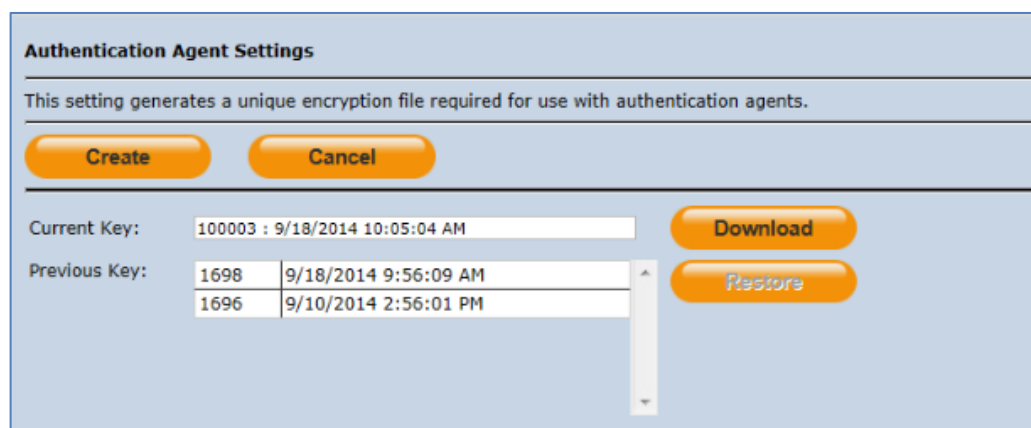 Authentication Agent Settings
This setting generates a unique encryption file required for use with authentication agents.
Create Cancel
Current Key: 100003 : 9/18/2014 10:05:04 AM Download
Previous Key: 1698 9/18/2014 9:56:09 AM Restore
1696 9/10/2014 2:56:01 PM